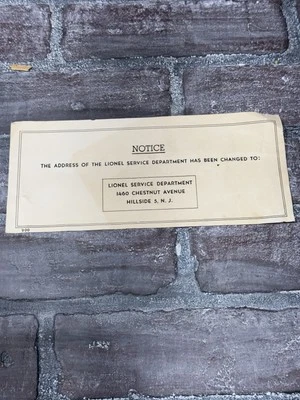 NOTICE
THE ADDRESS OF THE LIONEL SERVICE DEPARTMENT HAS BEEN CHANGED TO:
LIONEL SERVICE DEPARTMENT
1460 CHESTNUT AVENUE
HILLSIDE 5, N. J.